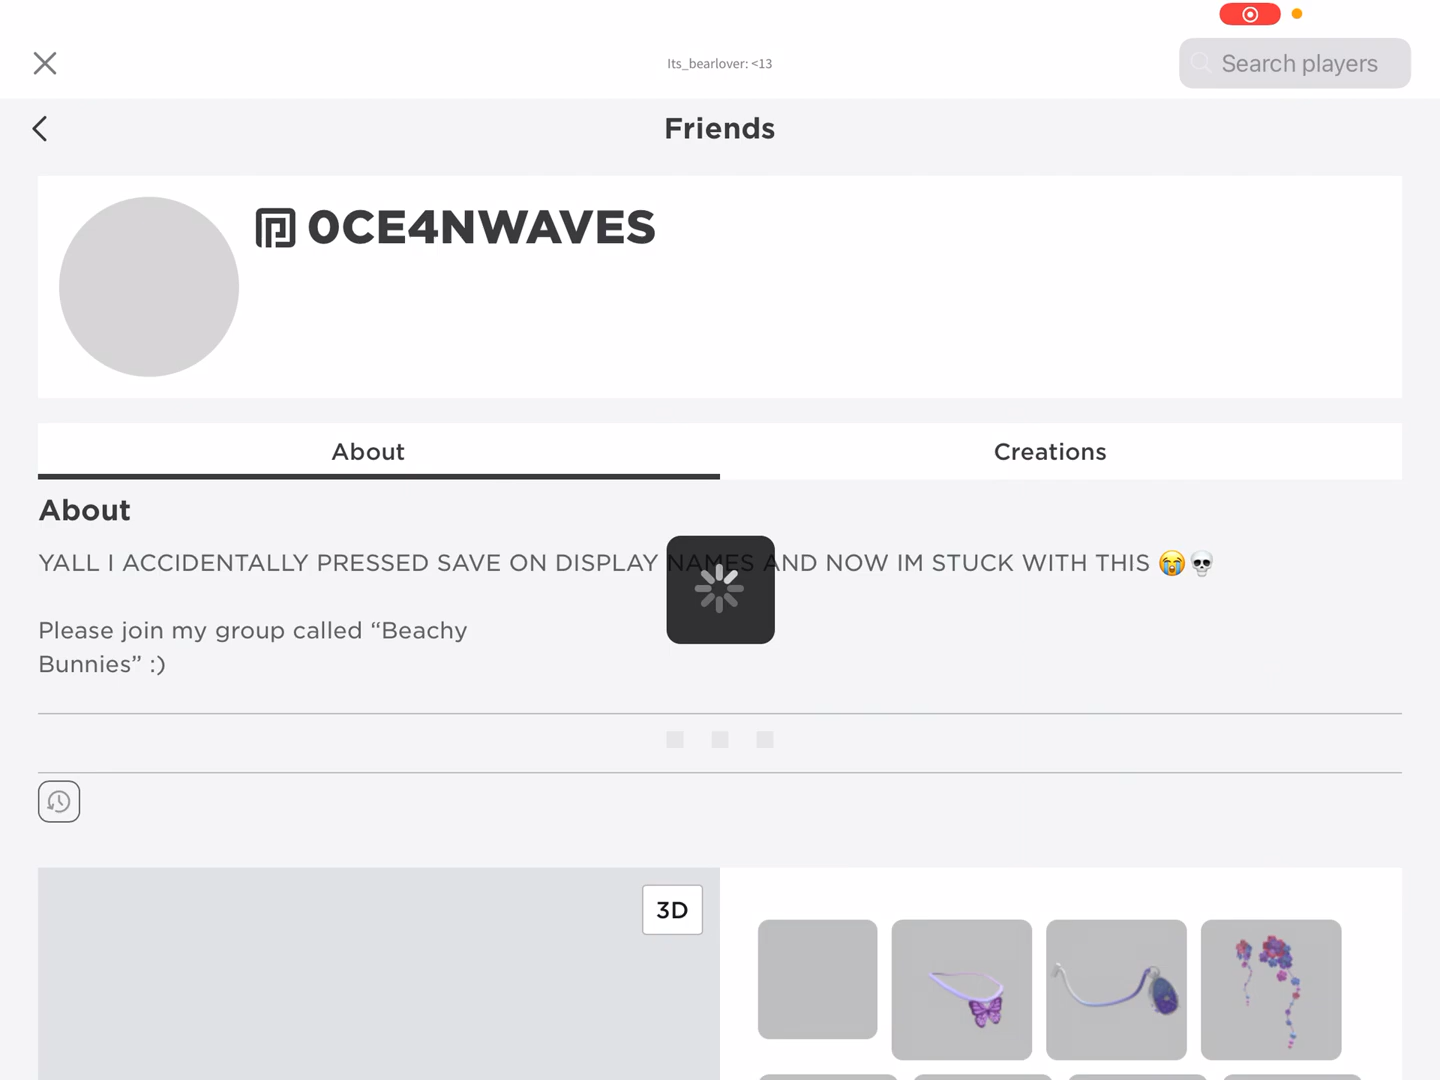 Its_bearlover: <13
Search players
Friends
0CE4NWAVES
About
Creations
About
YALL I ACCIDENTALLY PRESSED SAVE ON DISPLAY NAMES AND NOW IM STUCK WITH THIS 😭💀
Please join my group called “Beachy
Bunnies” :)
3D